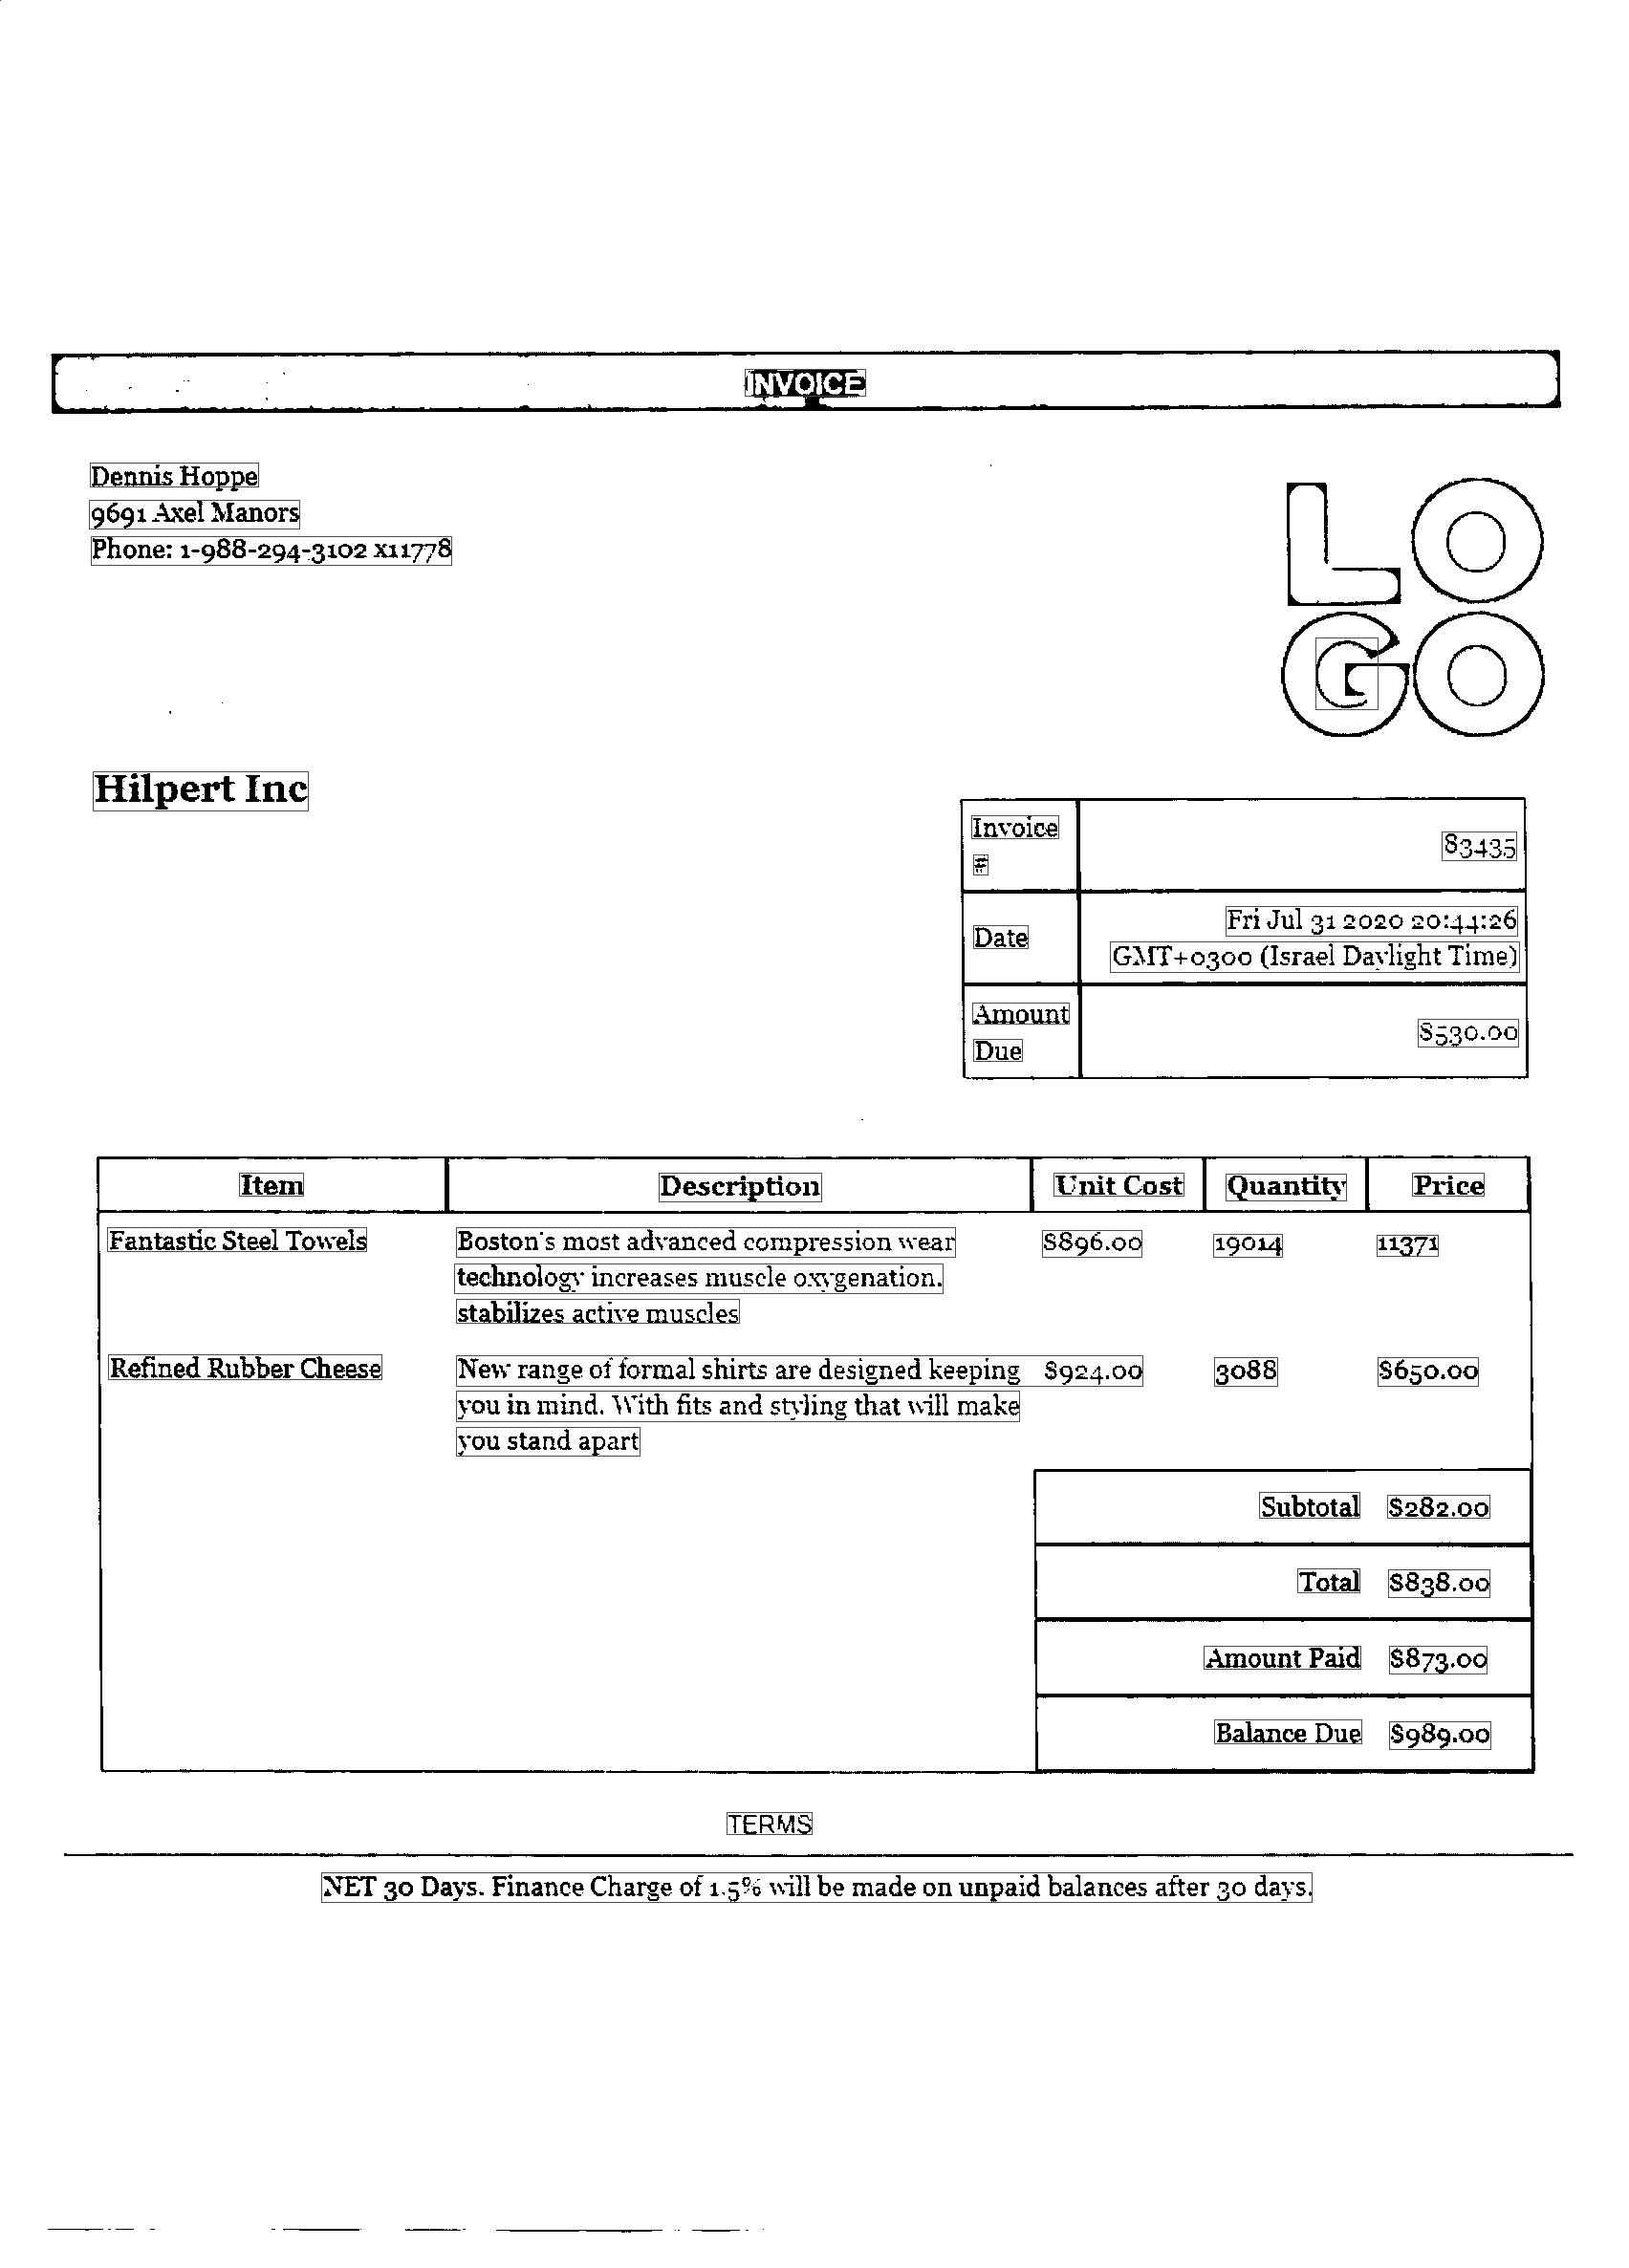 INVOICE
Dennis Hoppe
9691 Axel Manors
Phone: 1-988-294-3102 x11778
LO
GO
Hilpert Inc
Invoice
#
83435
Date
Fri Jul 31 2020 20:44:26
GMT+0300 (Israel Daylight Time)
Amount
Due
$530.00
Item Description Unit Cost Quantity Price
Fantastic Steel Towels Boston's most advanced compression wear $896.00 19014 11371
technology increases muscle oxygenation,
stabilizes active muscles
Refined Rubber Cheese New range of formal shirts are designed keeping $924.00 3088 $650.00
you in mind. With fits and styling that will make
you stand apart
Subtotal $282.00
Total $838.00
Amount Paid $873.00
Balance Due $989.00
TERMS
NET 30 Days. Finance Charge of 1.5% will be made on unpaid balances after 30 days.